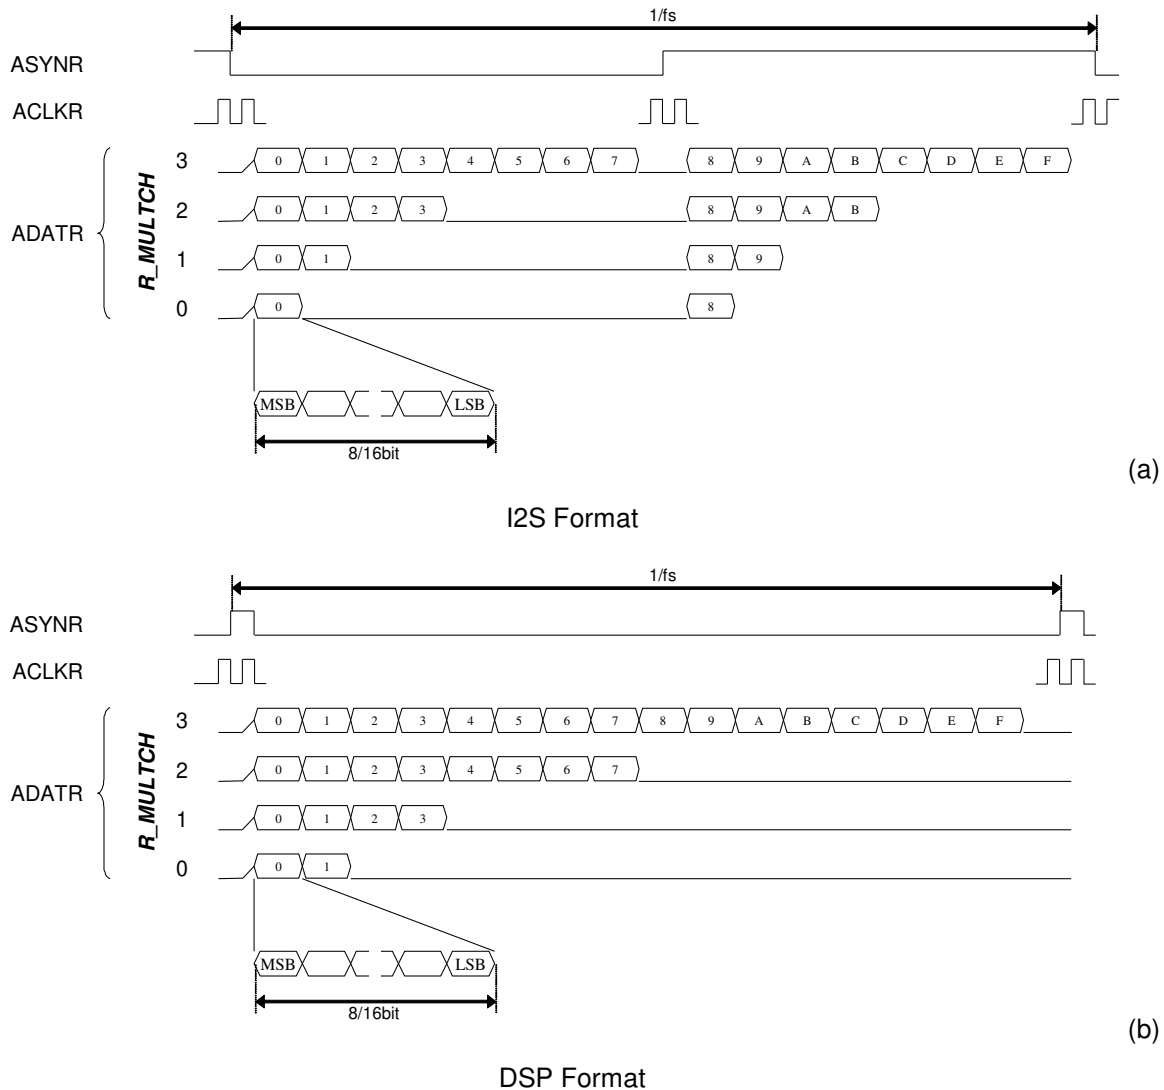 1/fs
ASYNR
ACLKR
ADATR
R_MULTCH
3 0 1 2 3 4 5 6 7 8 9 A B C D E F
2 0 1 2 3 8 9 A B
1 0 1 8 9
0 0 8
MSB LSB
8/16bit
(a)
I2S Format
1/fs
ASYNR
ACLKR
ADATR
R_MULTCH
3 0 1 2 3 4 5 6 7 8 9 A B C D E F
2 0 1 2 3 4 5 6 7
1 0 1 2 3
0 0 1
MSB LSB
8/16bit
(b)
DSP Format